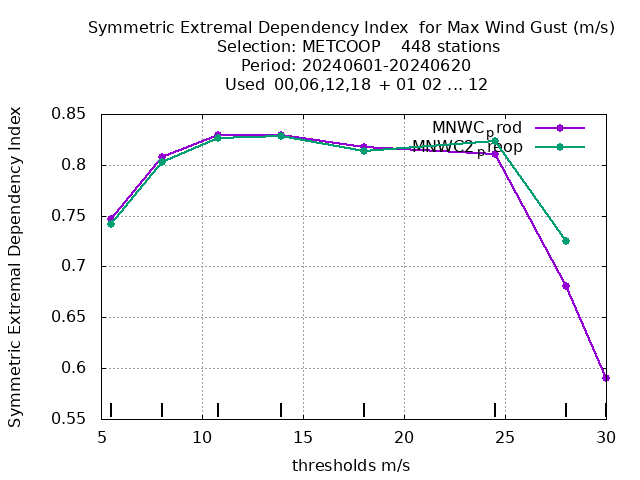 Symmetric Extremal Dependency Index  for Max Wind Gust (m/s)
Selection: METCOOP    448 stations
Period: 20240601-20240620
Used  00,06,12,18 + 01 02 ... 12
Symmetric Extremal Dependency Index
0.85
0.8
0.75
0.7
0.65
0.6
0.55
MNWC_prod
MNWC2_preop
5 10 15 20 25 30
thresholds m/s